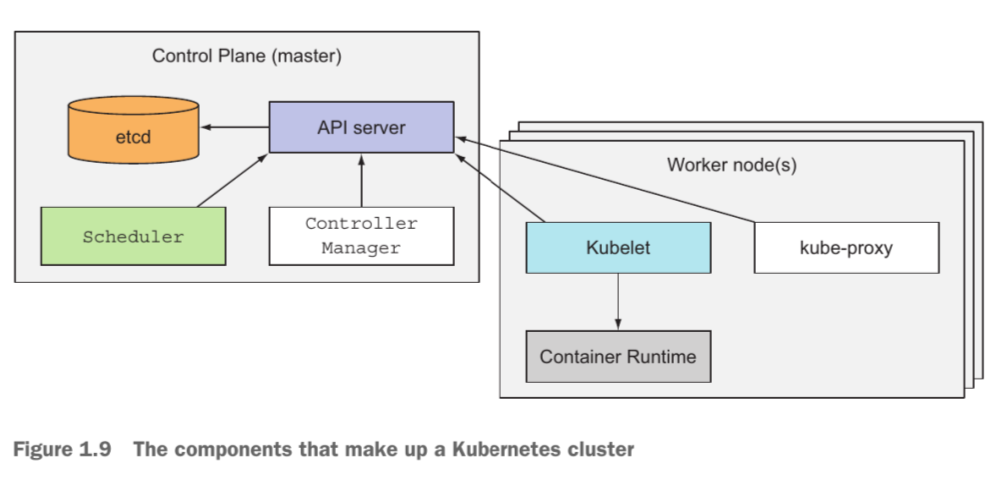 Control Plane (master)
etcd
API server
Scheduler
Controller
Manager
Worker node(s)
Kubelet
kube-proxy
Container Runtime
Figure 1.9 The components that make up a Kubernetes cluster